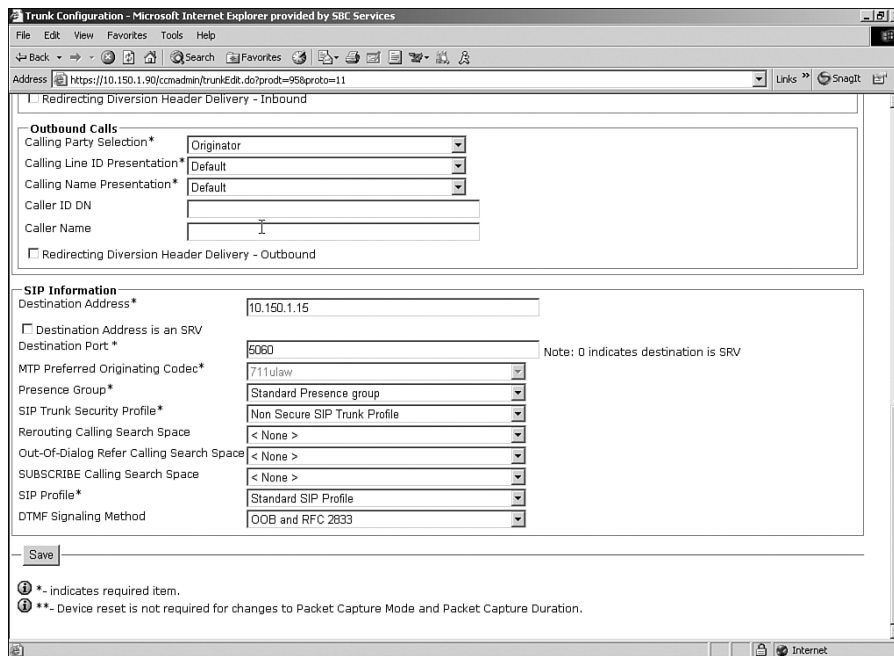 Trunk Configuration - Microsoft Internet Explorer provided by SBC Services
File Edit View Favorites Tools Help
Back Search Favorites
Address https://10.150.1.90/ccmadmin/trunkEdit.do?prodt=95&proto=11 Links » SnagIt
Redirecting Diversion Header Delivery - Inbound
Outbound Calls
Calling Party Selection* Originator
Calling Line ID Presentation* Default
Calling Name Presentation* Default
Caller ID DN
Caller Name
Redirecting Diversion Header Delivery - Outbound
SIP Information
Destination Address* 10.150.1.15
Destination Address is an SRV
Destination Port * 5060 Note: 0 indicates destination is SRV
MTP Preferred Originating Codec* 711ulaw
Presence Group* Standard Presence group
SIP Trunk Security Profile* Non Secure SIP Trunk Profile
Rerouting Calling Search Space < None >
Out-Of-Dialog Refer Calling Search Space < None >
SUBSCRIBE Calling Search Space < None >
SIP Profile* Standard SIP Profile
DTMF Signaling Method OOB and RFC 2833
Save
*- indicates required item.
**- Device reset is not required for changes to Packet Capture Mode and Packet Capture Duration.
Internet